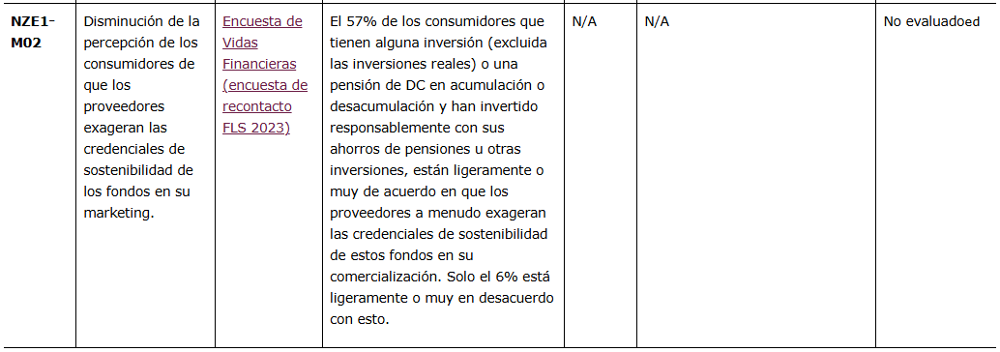 NZE1-
M02
Disminución de la
percepción de los
consumidores de
que los
proveedores
exageran las
credenciales de
sostenibilidad de
los fondos en su
marketing.
Encuesta de
Vidas
Financieras
(encuesta de
recontacto
FLS 2023)
El 57% de los consumidores que
tienen alguna inversión (excluida
las inversiones reales) o una
pensión de DC en acumulación o
desacumulación y han invertido
responsablemente con sus
ahorros de pensiones u otras
inversiones, están ligeramente o
muy de acuerdo en que los
proveedores a menudo exageran
las credenciales de sostenibilidad
de estos fondos en su
comercialización. Solo el 6% está
ligeramente o muy en desacuerdo
con esto.
N/A
N/A
No evaluadoed